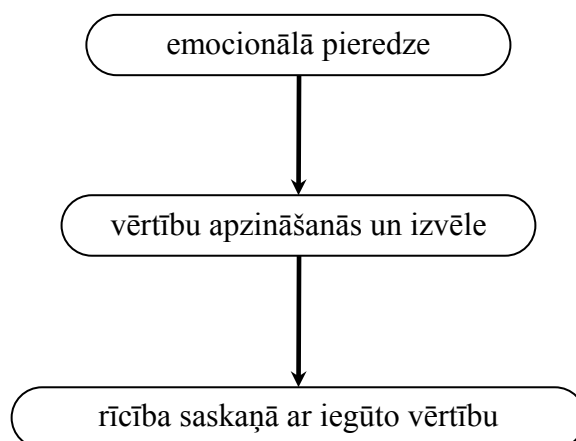 emocionālā pieredze
vērtību apzināšanās un izvēle
rīcība saskaņā ar iegūto vērtību